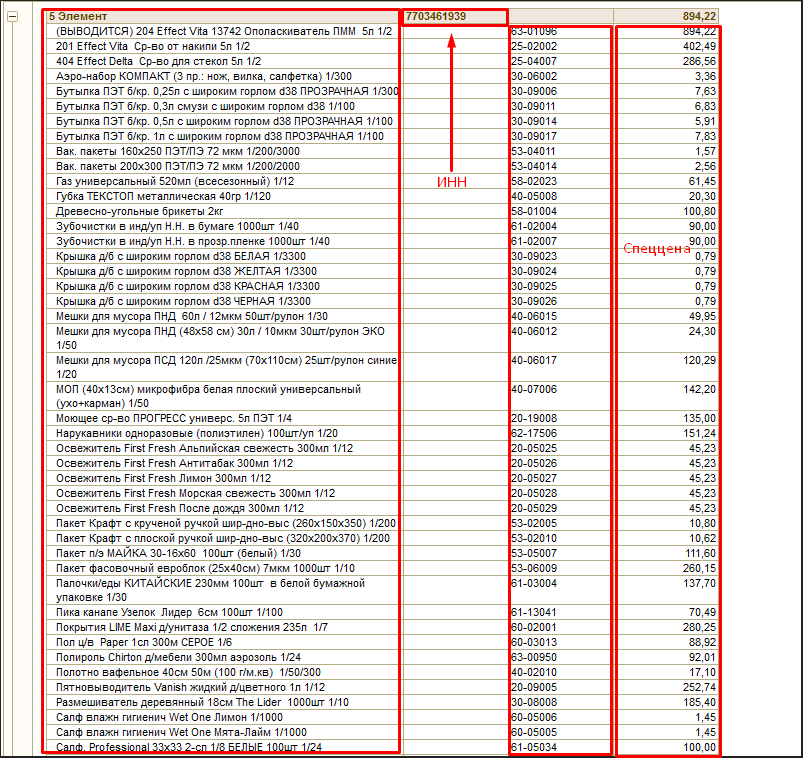 5 Элемент 7703461939 894,22
(ВЫВОДИТСЯ) 204 Effect Vita 13742 Ополаскиватель ПММ 5л 1/2 63-01096 894,22
201 Effect Vita Ср-во от накипи 5л 1/2 25-02002 402,49
404 Effect Delta Ср-во для стекол 5л 1/2 25-04007 286,56
Аэро-набор КОМПАКТ (3 пр.: нож, вилка, салфетка) 1/300 30-06002 3,36
Бутылка ПЭТ б/кр. 0,25л с широким горлом d38 ПРОЗРАЧНАЯ 1/300 30-09006 7,63
Бутылка ПЭТ б/кр. 0,3л смузи с широким горлом d38 1/100 30-09011 6,83
Бутылка ПЭТ б/кр. 0,5л с широким горлом d38 ПРОЗРАЧНАЯ 1/100 30-09014 5,91
Бутылка ПЭТ б/кр. 1л с широким горлом d38 ПРОЗРАЧНАЯ 1/100 30-09017 7,83
Вак. пакеты 160х250 ПЭТ/ПЭ 72 мкм 1/200/3000 53-04011 1,57
Вак. пакеты 200х300 ПЭТ/ПЭ 72 мкм 1/200/2000 53-04014 2,56
Газ универсальный 520мл (всесезонный) 1/12 58-02023 61,45
ИНН
Губка ТЕКСТОП металлическая 40гр 1/120 40-05008 20,30
Древесно-угольные брикеты 2кг 58-01004 100,80
Зубочистки в инд/уп Н.Н. в бумаге 1000шт 1/40 61-02004 90,00
Зубочистки в инд/уп Н.Н. в прозр.пленке 1000шт 1/40 61-02007 90,00
Спеццена
Крышка д/б с широким горлом d38 БЕЛАЯ 1/3300 30-09023 0,79
Крышка д/б с широким горлом d38 ЖЕЛТАЯ 1/3300 30-09024 0,79
Крышка д/б с широким горлом d38 КРАСНАЯ 1/3300 30-09025 0,79
Крышка д/б с широким горлом d38 ЧЕРНАЯ 1/3300 30-09026 0,79
Мешки для мусора ПНД 60л / 12мкм 50шт/рулон 1/30 40-06015 49,95
Мешки для мусора ПНД (48х58 см) 30л / 10мкм 30шт/рулон ЭКО 40-06012 24,30
1/50
Мешки для мусора ПСД 120л /25мкм (70х110см) 25шт/рулон синие 40-06017 120,29
1/20
МОП (40х13см) микрофибра белая плоский универсальный 40-07006 142,20
(ухо+карман) 1/50
Моющее ср-во ПРОГРЕСС универс. 5л ПЭТ 1/4 20-19008 135,00
Нарукавники одноразовые (полиэтилен) 100шт/уп 1/20 62-17506 151,24
Освежитель First Fresh Альпийская свежесть 300мл 1/12 20-05025 45,23
Освежитель First Fresh Антитабак 300мл 1/12 20-05026 45,23
Освежитель First Fresh Лимон 300мл 1/12 20-05027 45,23
Освежитель First Fresh Морская свежесть 300мл 1/12 20-05028 45,23
Освежитель First Fresh После дождя 300мл 1/12 20-05029 45,23
Пакет Крафт с крученой ручкой шир-дно-выс (260х150х350) 1/200 53-02005 10,80
Пакет Крафт с плоской ручкой шир-дно-выс (320х200х370) 1/200 53-02010 10,62
Пакет п/э МАЙКА 30-16х60 100шт (белый) 1/30 53-05007 111,60
Пакет фасовочный евроблок (25х40см) 7мкм 1000шт 1/10 53-06009 260,15
Палочки/еды КИТАЙСКИЕ 230мм 100шт в белой бумажной 61-03004 137,70
упаковке 1/30
Пика канапе Узелок Лидер 6см 100шт 1/100 61-13041 70,49
Покрытия LIME Maxi д/унитаза 1/2 сложения 235л 1/7 60-02001 280,25
Пол ц/в Paper 1сл 300м СЕРОЕ 1/6 60-03013 88,92
Полироль Chirton д/мебели 300мл аэрозоль 1/24 63-00950 92,01
Полотно вафельное 40см 50м (100 г/м.кв) 1/50/300 40-02010 17,10
Пятновыводитель Vanish жидкий д/цветного 1л 1/12 20-09005 252,74
Размешиватель деревянный 18см The Lider 1000шт 1/10 30-08008 185,40
Салф влажн гигиенич Wet One Лимон 1/1000 60-05006 1,45
Салф влажн гигиенич Wet One Мята-Лайм 1/1000 60-05005 1,45
Салф. Professional 33х33 2-сл 1/8 БЕЛЫЕ 100шт 1/24 61-05034 100,00